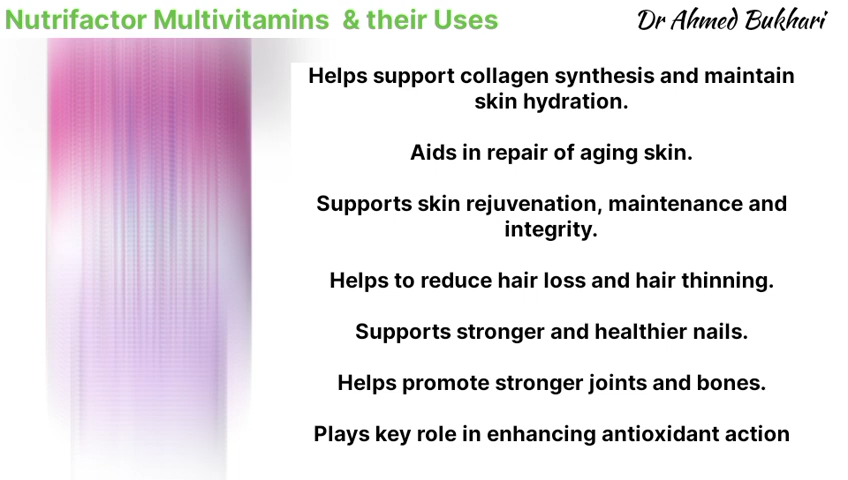 Nutrifactor Multivitamins & their Uses
Dr Ahmed Bukhari
Helps support collagen synthesis and maintain
skin hydration.
Aids in repair of aging skin.
Supports skin rejuvenation, maintenance and
integrity.
Helps to reduce hair loss and hair thinning.
Supports stronger and healthier nails.
Helps promote stronger joints and bones.
Plays key role in enhancing antioxidant action